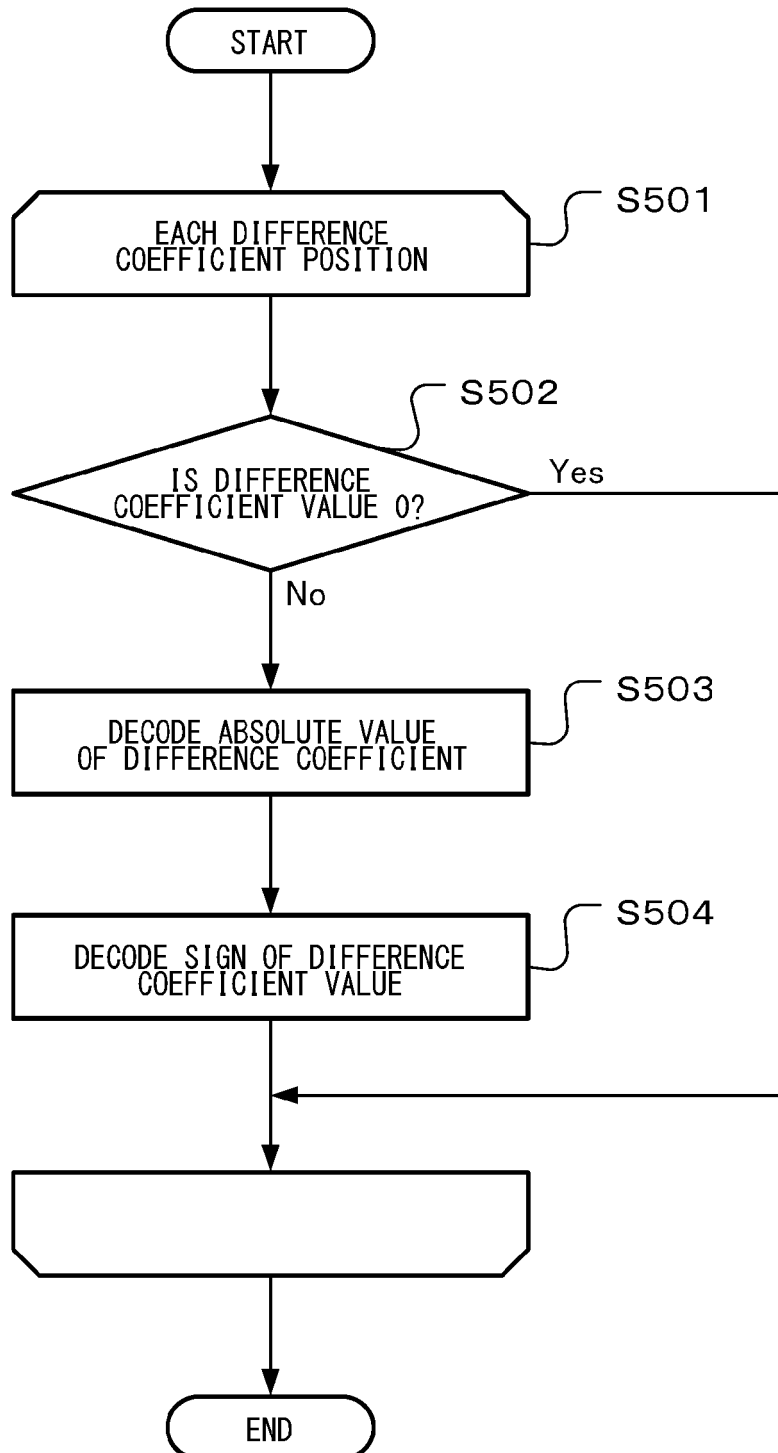 START
S501
EACH DIFFERENCE
COEFFICIENT POSITION
S502
IS DIFFERENCE
COEFFICIENT VALUE 0?
Yes
No
S503
DECODE ABSOLUTE VALUE
OF DIFFERENCE COEFFICIENT
S504
DECODE SIGN OF DIFFERENCE
COEFFICIENT VALUE
END